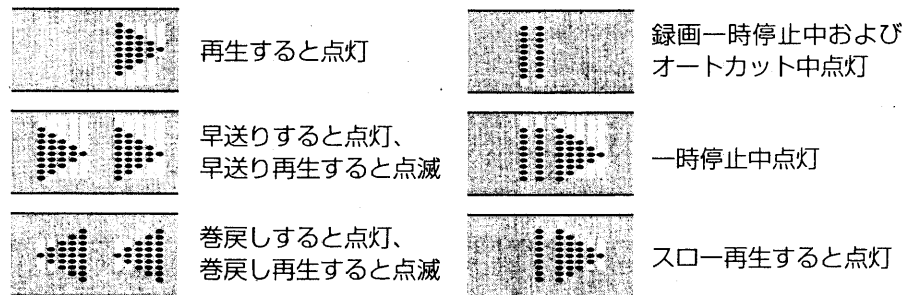 再生すると点灯
早送りすると点灯、
早送り再生すると点滅
巻戻しすると点灯、
巻戻し再生すると点滅
録画一時停止中および
オートカット中点灯
一時停止中点灯
スロー再生すると点灯